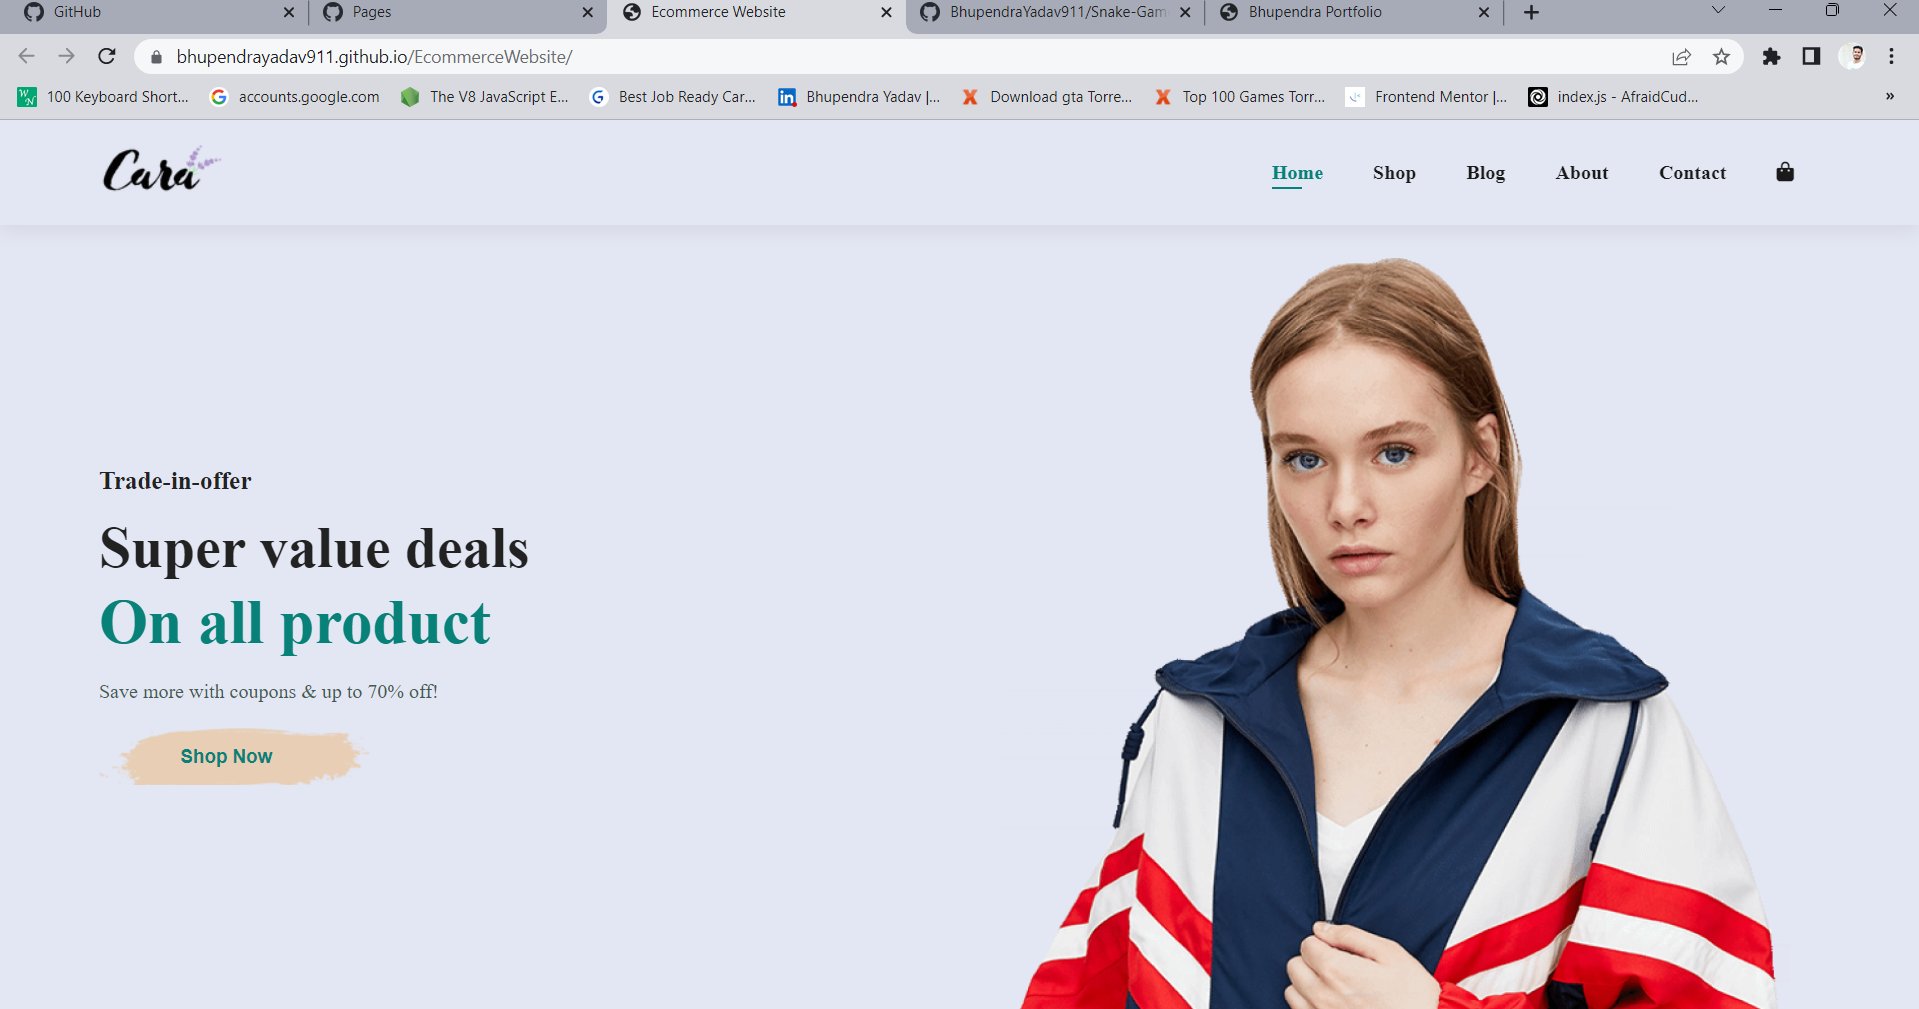 GitHub
Pages
Ecommerce Website
BhupendraYadav911/Snake-Gam
Bhupendra Portfolio
bhupendrayadav911.github.io/EcommerceWebsite/
100 Keyboard Short...
accounts.google.com
The V8 JavaScript E...
Best Job Ready Car...
Bhupendra Yadav |...
Download gta Torre...
Top 100 Games Torr...
Frontend Mentor |...
index.js - AfraidCud...
»
Cara
Home
Shop
Blog
About
Contact
Trade-in-offer
Super value deals
On all product
Save more with coupons & up to 70% off!
Shop Now